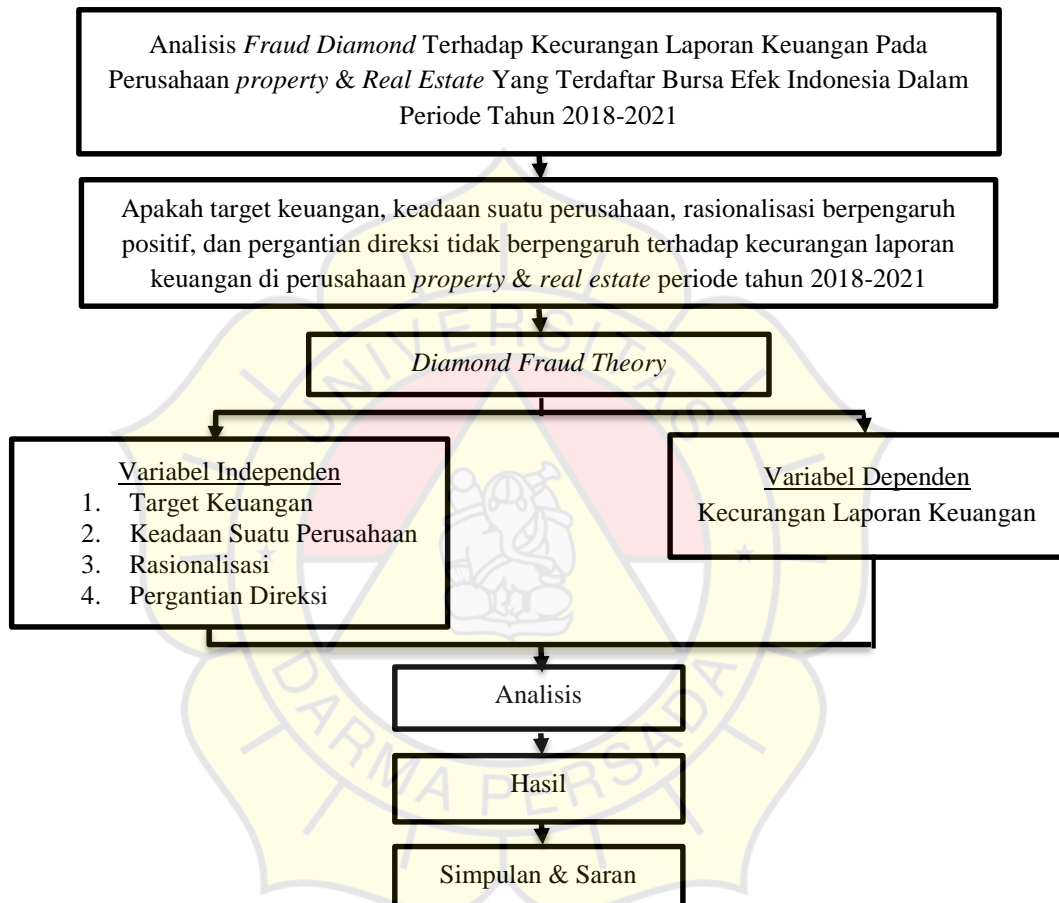 Analisis Fraud Diamond Terhadap Kecurangan Laporan Keuangan Pada
Perusahaan property & Real Estate Yang Terdaftar Bursa Efek Indonesia Dalam
Periode Tahun 2018-2021
Apakah target keuangan, keadaan suatu perusahaan, rasionalisasi berpengaruh
positif, dan pergantian direksi tidak berpengaruh terhadap kecurangan laporan
keuangan di perusahaan property & real estate periode tahun 2018-2021
UNIVERSITAS
Diamond Fraud Theory
Variabel Independen
1. Target Keuangan
2. Keadaan Suatu Perusahaan
3. Rasionalisasi
4. Pergantian Direksi
Variabel Dependen
Kecurangan Laporan Keuangan
Analisis
Hasil
DARMA PERSADA
Simpulan & Saran